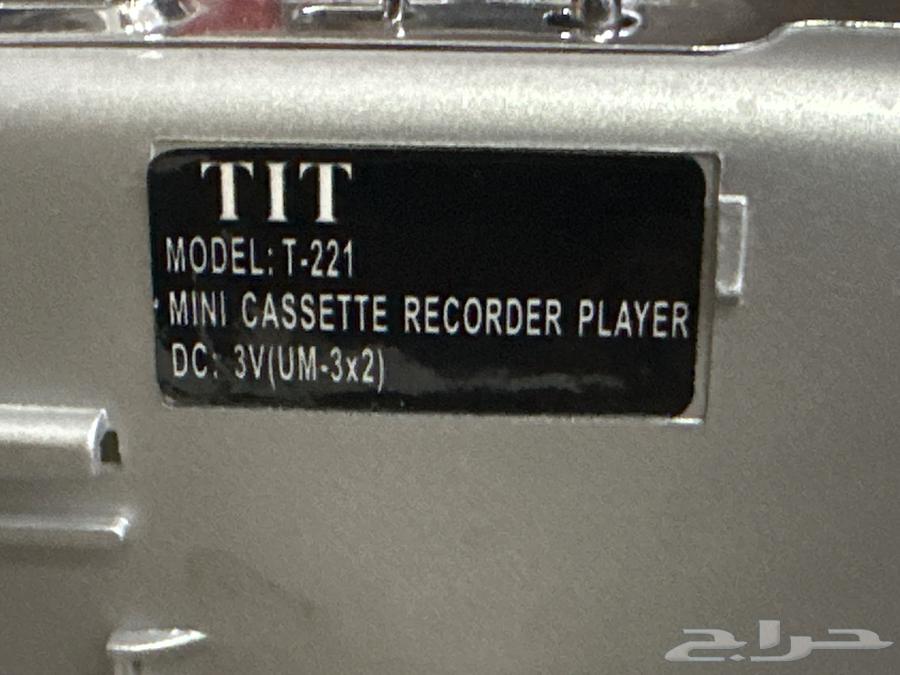 TIT
MODEL: T-221
MINI CASSETTE RECORDER PLAYER
DC: 3V(UM-3x2)
حراج